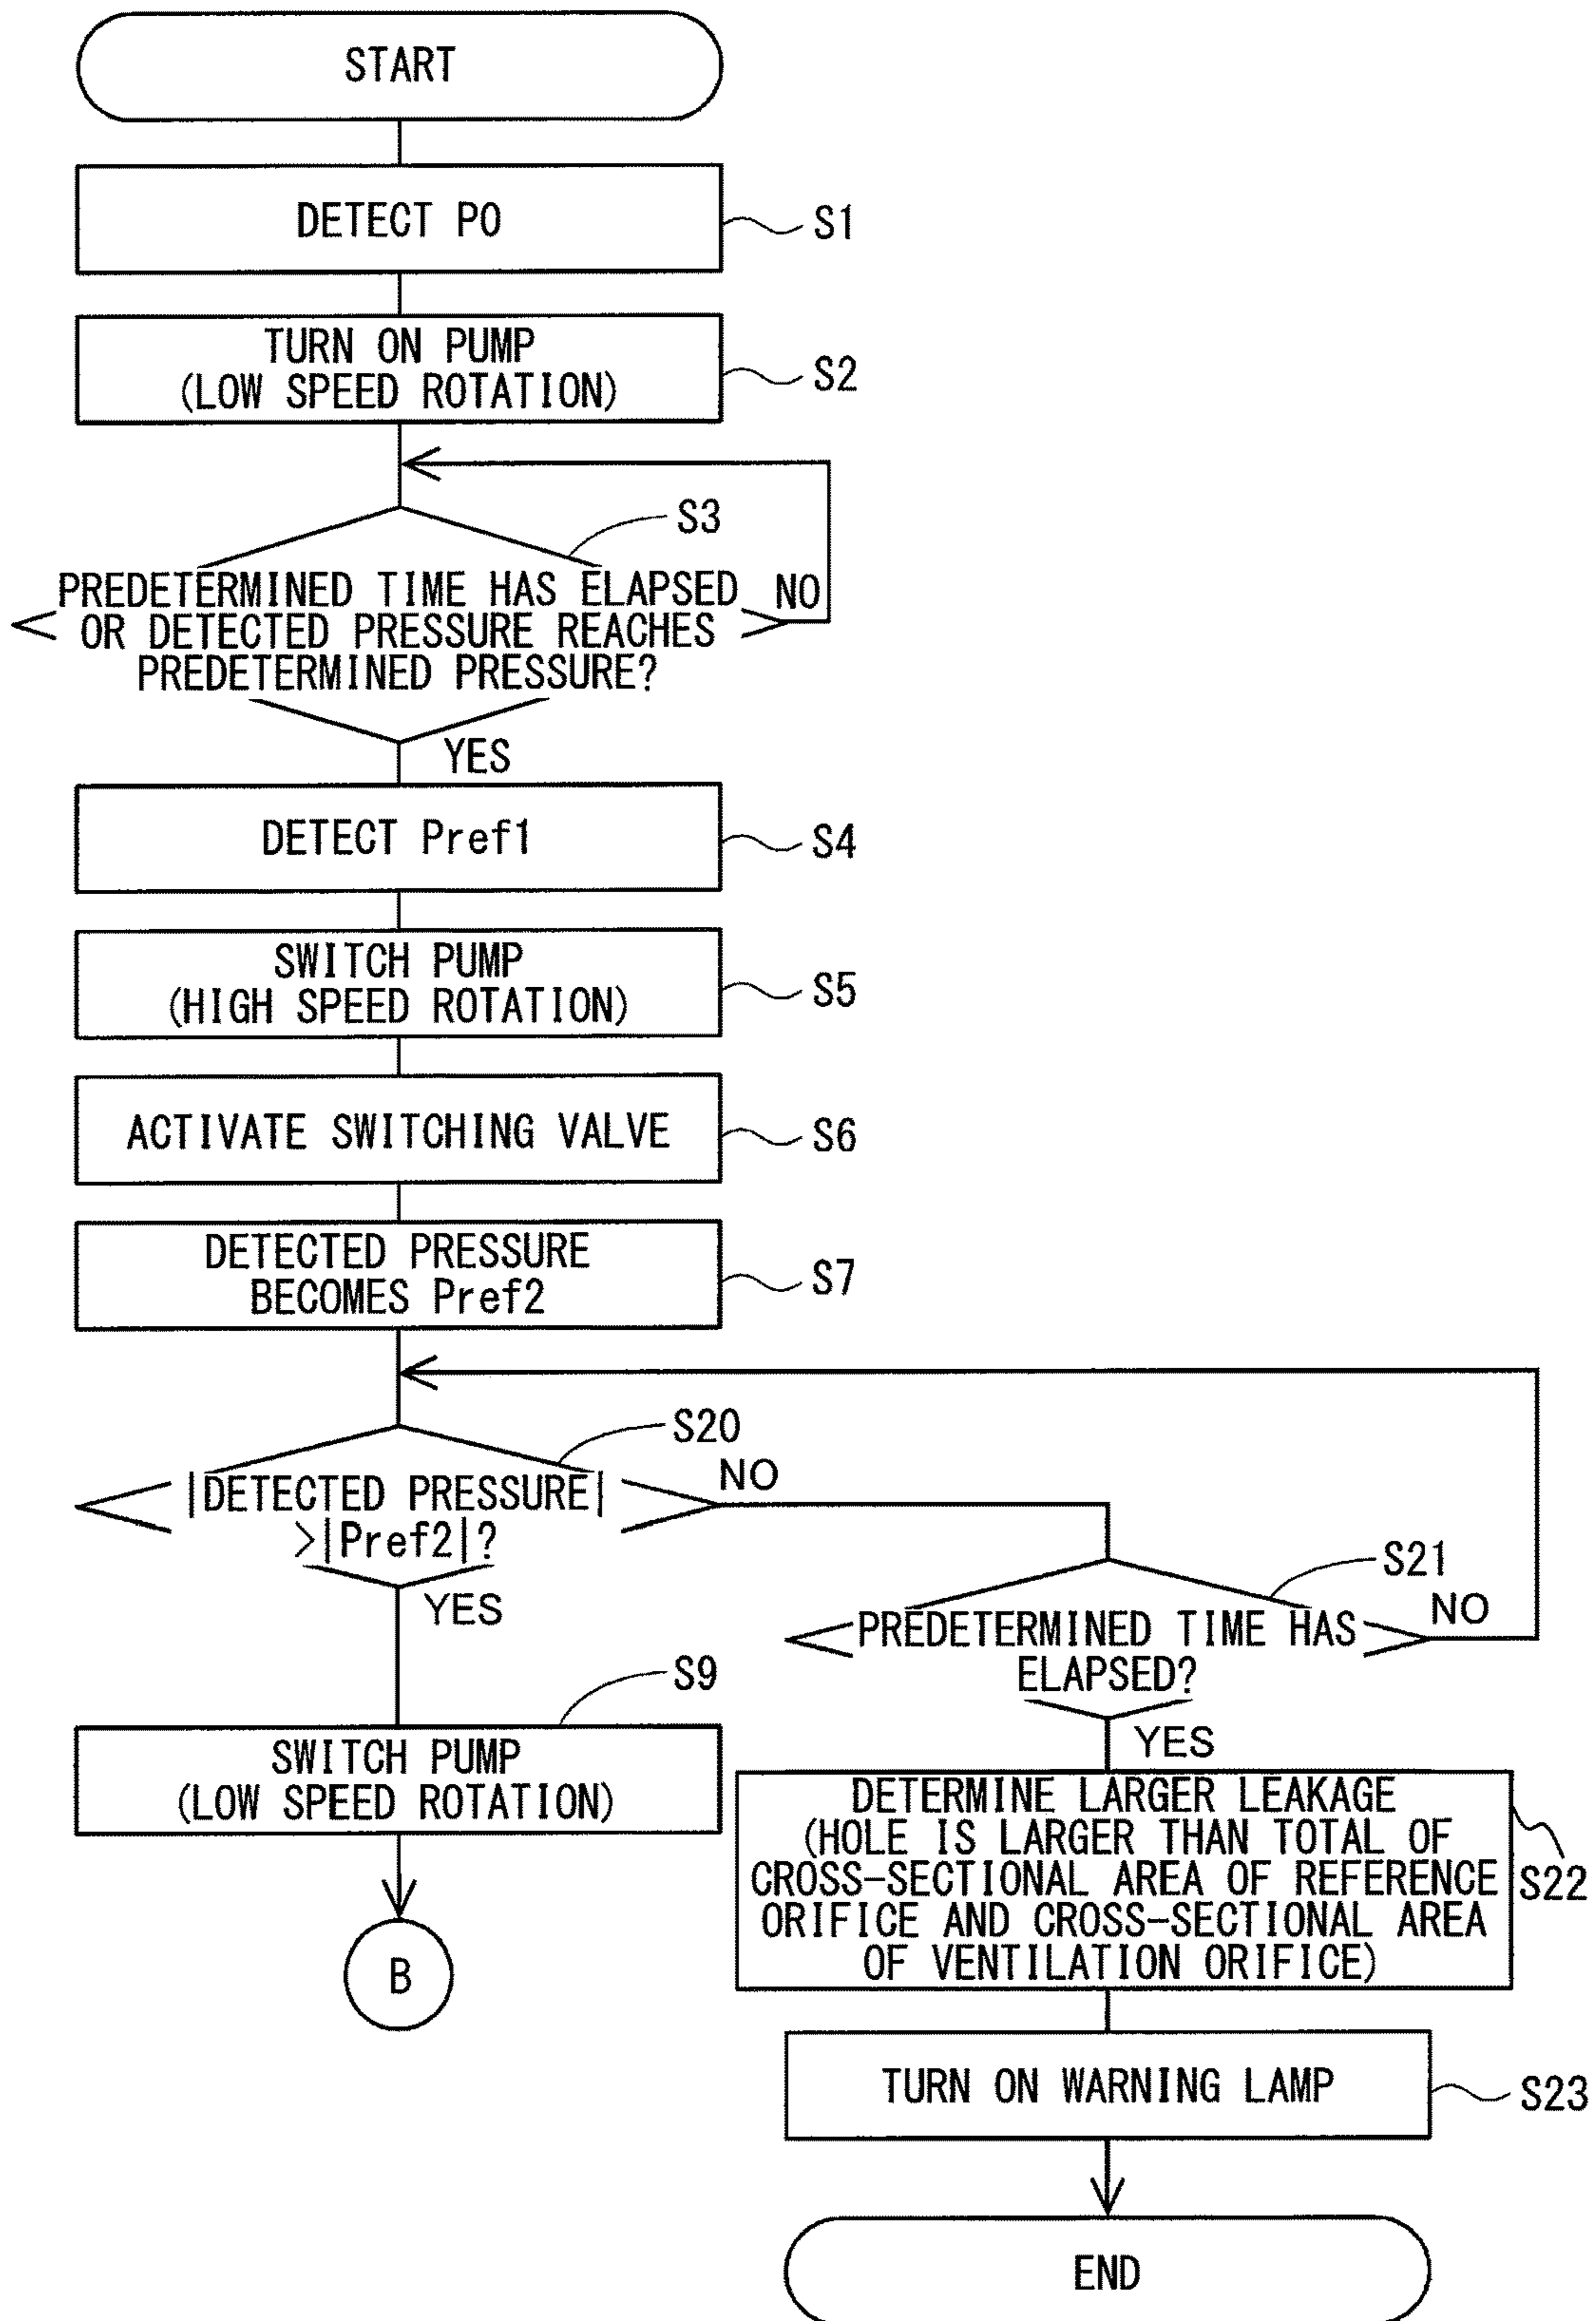 START
DETECT P0
S1
TURN ON PUMP
(LOW SPEED ROTATION)
S2
S3
PREDETERMINED TIME HAS ELAPSED
OR DETECTED PRESSURE REACHES
PREDETERMINED PRESSURE?
NO
YES
DETECT Pref1
S4
SWITCH PUMP
(HIGH SPEED ROTATION)
S5
ACTIVATE SWITCHING VALVE
S6
DETECTED PRESSURE
BECOMES Pref2
S7
S20
|DETECTED PRESSURE|
>|Pref2|?
NO
YES
S21
PREDETERMINED TIME HAS
ELAPSED?
NO
YES
S9
SWITCH PUMP
(LOW SPEED ROTATION)
B
DETERMINE LARGER LEAKAGE
(HOLE IS LARGER THAN TOTAL OF
CROSS-SECTIONAL AREA OF REFERENCE
ORIFICE AND CROSS-SECTIONAL AREA
OF VENTILATION ORIFICE)
S22
TURN ON WARNING LAMP
S23
END